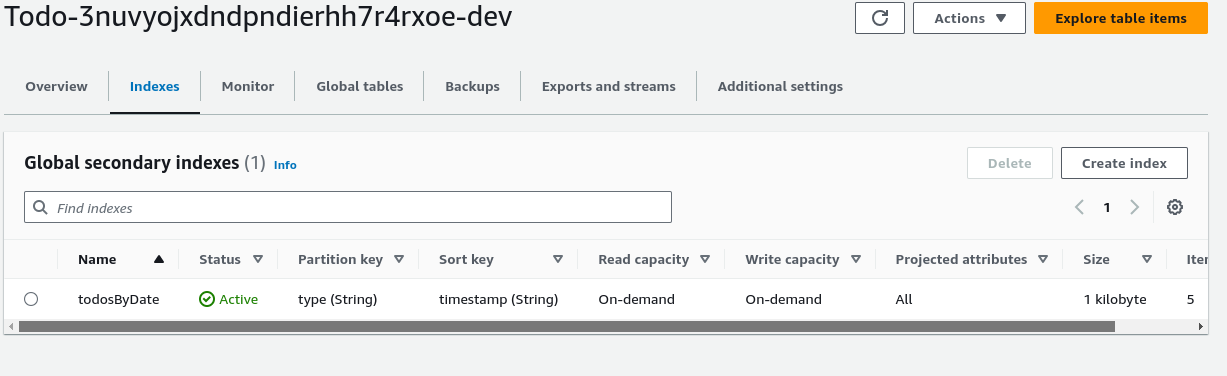 Todo-3nuvyojxdndpndierhh7r4rxoe-dev
Actions
Explore table items
Overview
Indexes
Monitor
Global tables
Backups
Exports and streams
Additional settings
Global secondary indexes (1) Info
Delete
Create index
Find indexes
1
Name Status Partition key Sort key Read capacity Write capacity Projected attributes Size Iter
todosByDate Active type (String) timestamp (String) On-demand On-demand All 1 kilobyte 5